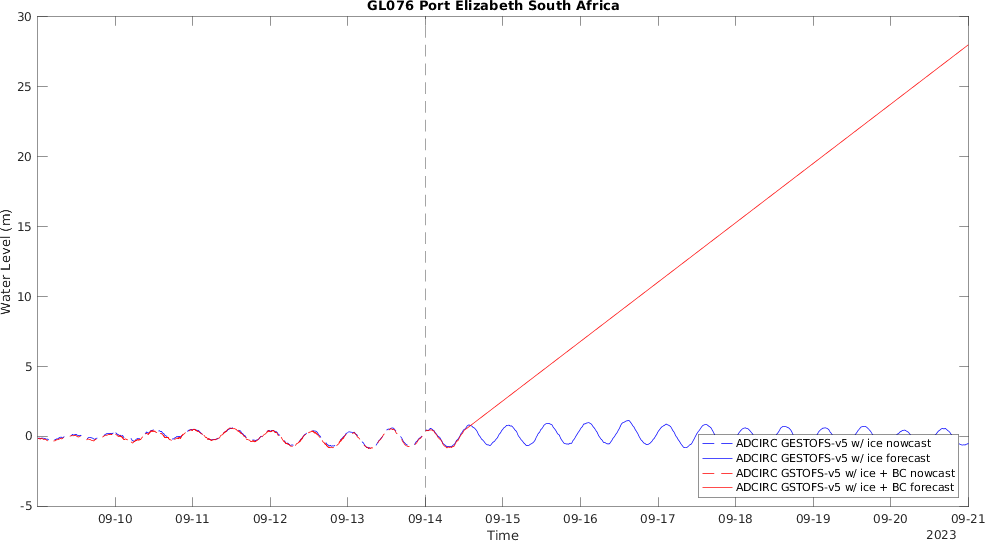 GL076 Port Elizabeth South Africa
30
25
20
15
10
5
0
-5
Water Level (m)
ADCIRC GESTOFS-v5 w/ ice nowcast
ADCIRC GESTOFS-v5 w/ ice forecast
ADCIRC GSTOFS-v5 w/ ice + BC nowcast
ADCIRC GSTOFS-v5 w/ ice + BC forecast
09-10 09-11 09-12 09-13 09-14 09-15 09-16 09-17 09-18 09-19 09-20 09-21
Time
2023